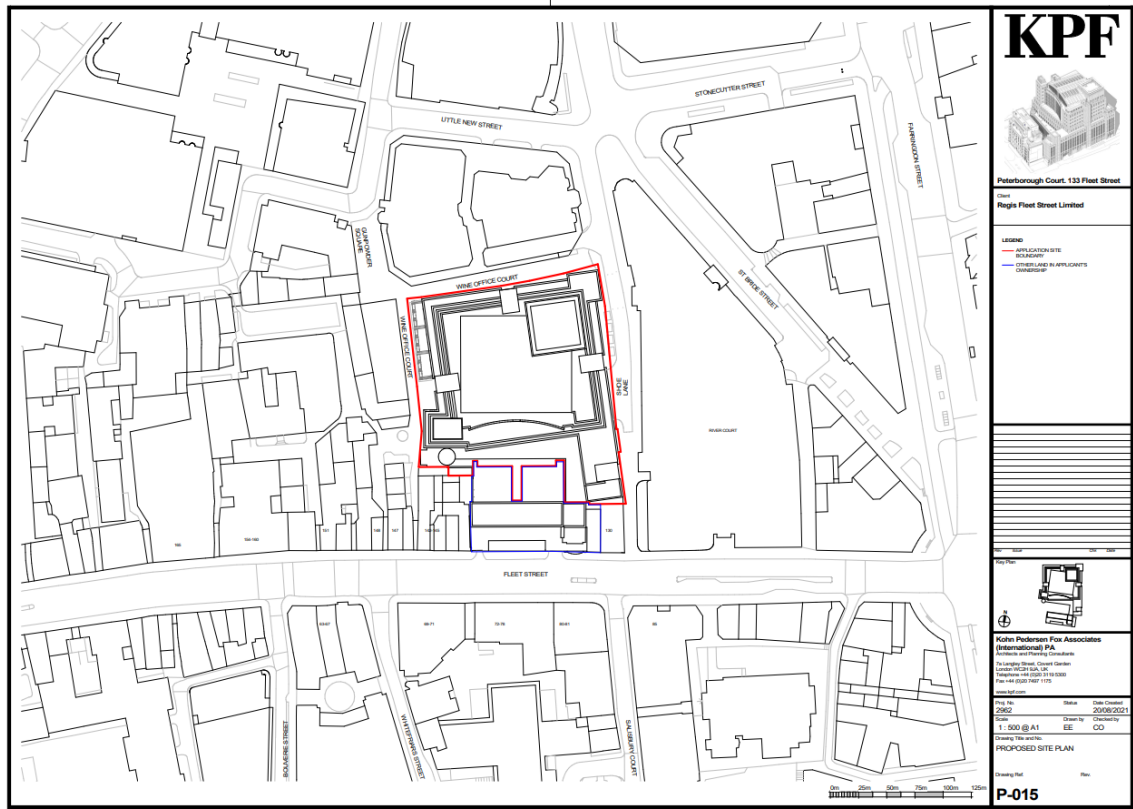 STONECUTTER STREET
LITTLE NEW STREET
FARRINGDON STREET
GUNPOWDER
SQUARE
WINE OFFICE COURT
WINE OFFICE COURT
ST. BRIDE STREET
SHOE
LANE
RIVER COURT
130
FLEET STREET
BOUVERIE STREET
WHITEFRIARS STREET
SALISBURY COURT
0m 25m 50m 75m 100m 125m
KPF
Peterborough Court. 133 Fleet Street
Client
Regis Fleet Street Limited
LEGEND
APPLICATION SITE
BOUNDARY
OTHER LAND IN APPLICANT'S
OWNERSHIP
Rev Issue Chk Date
Key Plan
N
Kohn Pedersen Fox Associates
(International) PA
Architects and Planning Consultants
7a Langley Street, Covent Garden
London WC2H 9JA, UK
Telephone +44 (0)20 3119 5300
Fax +44 (0)20 7497 1175
www.kpf.com
Proj. No. Status Date Created
2962 20/08/2021
Scale Drawn by Checked by
1 : 500 @ A1 EE CO
Drawing Title and No.
PROPOSED SITE PLAN
Drawing Ref. Rev.
P-015